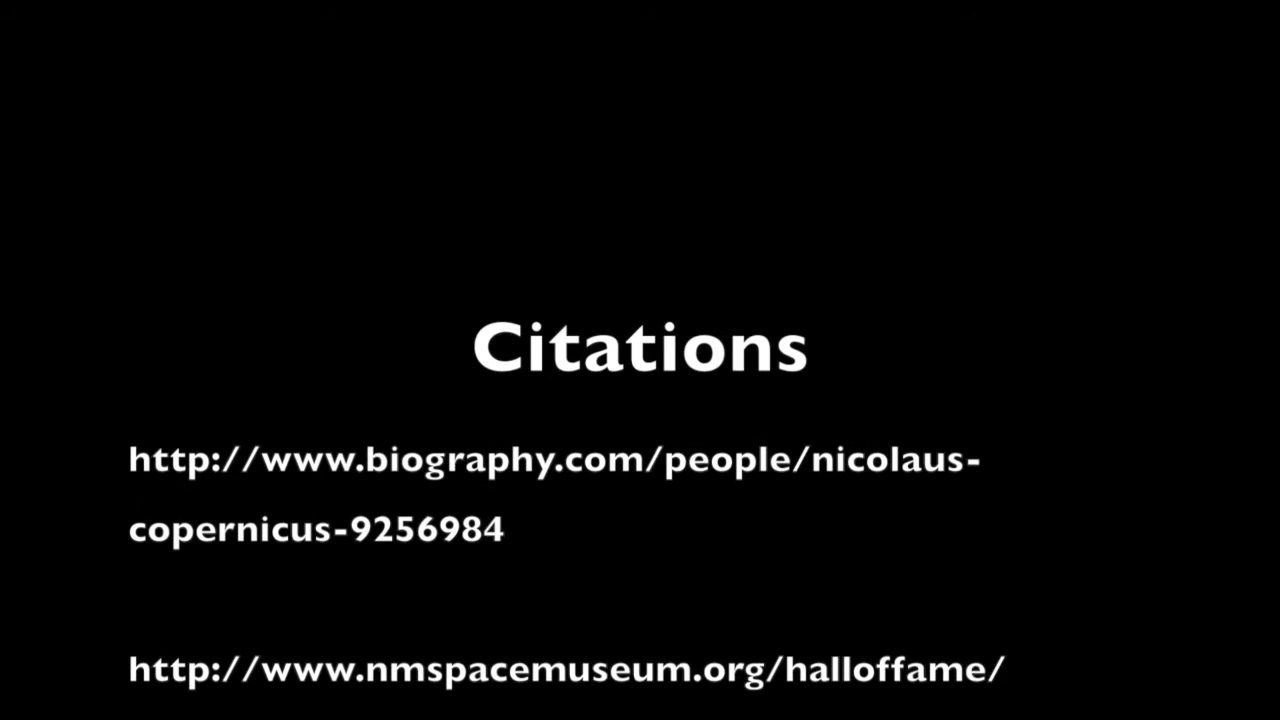 Citations
http://www.biography.com/people/nicolaus-
copernicus-9256984
http://www.nmspacemuseum.org/halloffame/